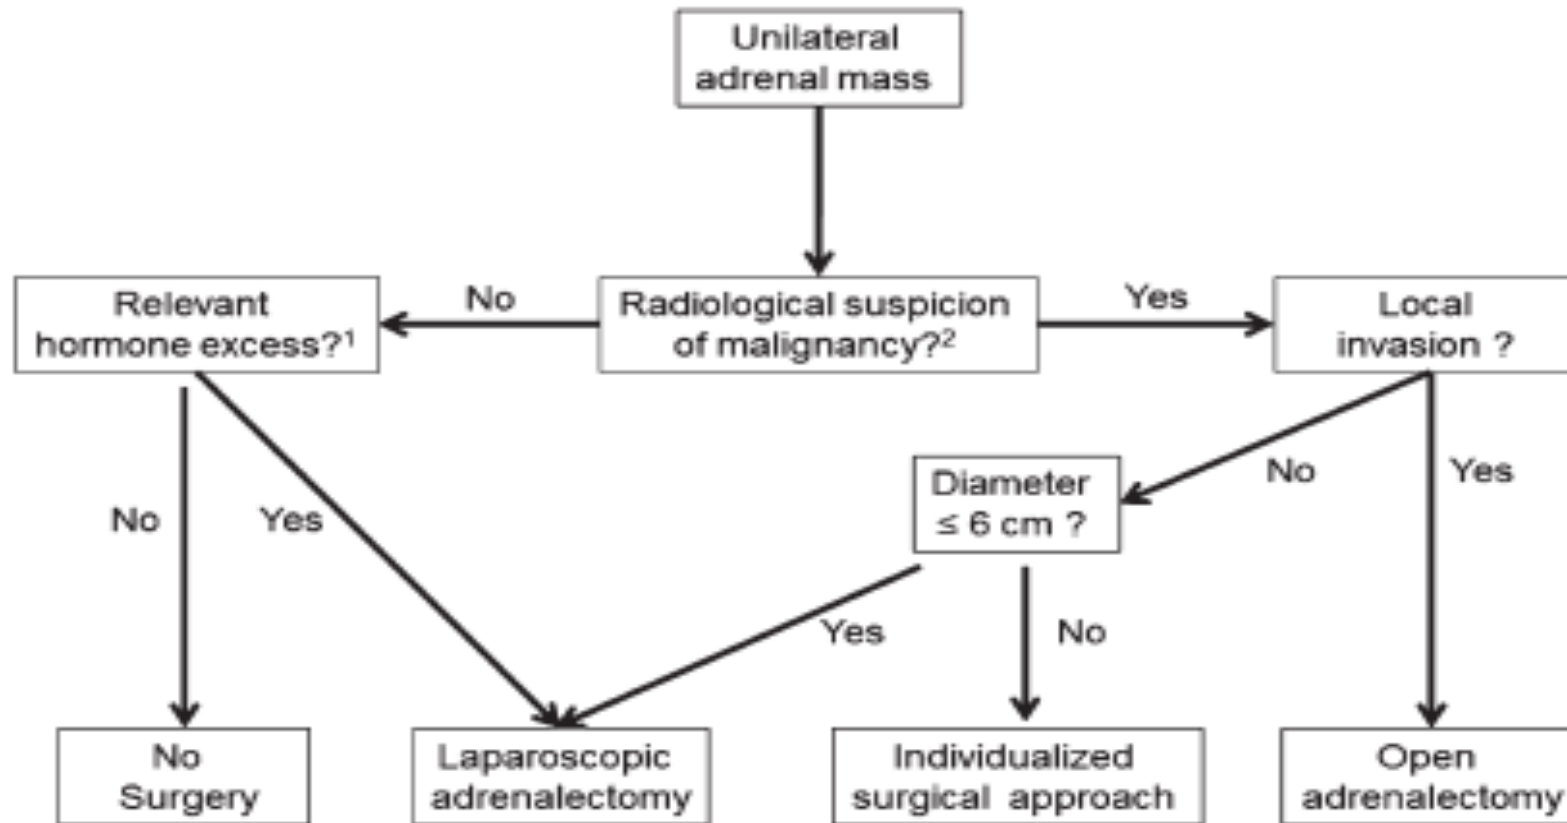 Unilateral
adrenal mass
Relevant
hormone excess?¹
No
Radiological suspicion
of malignancy?²
Yes
Local
invasion ?
No
Yes
Diameter
≤ 6 cm ?
No
Yes
Yes
No
No
Surgery
Laparoscopic
adrenalectomy
Individualized
surgical approach
Open
adrenalectomy